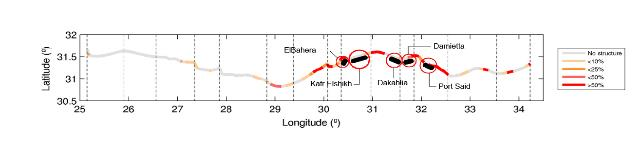 32
31.5
31
30.5
Latitude (º)
ElBahera
Damietta
Kafr Elshikh
Dakahlia
Port Said
25
26
27
28
29
30
31
32
33
34
Longitude (º)
No structure
<10%
<25%
<50%
>50%